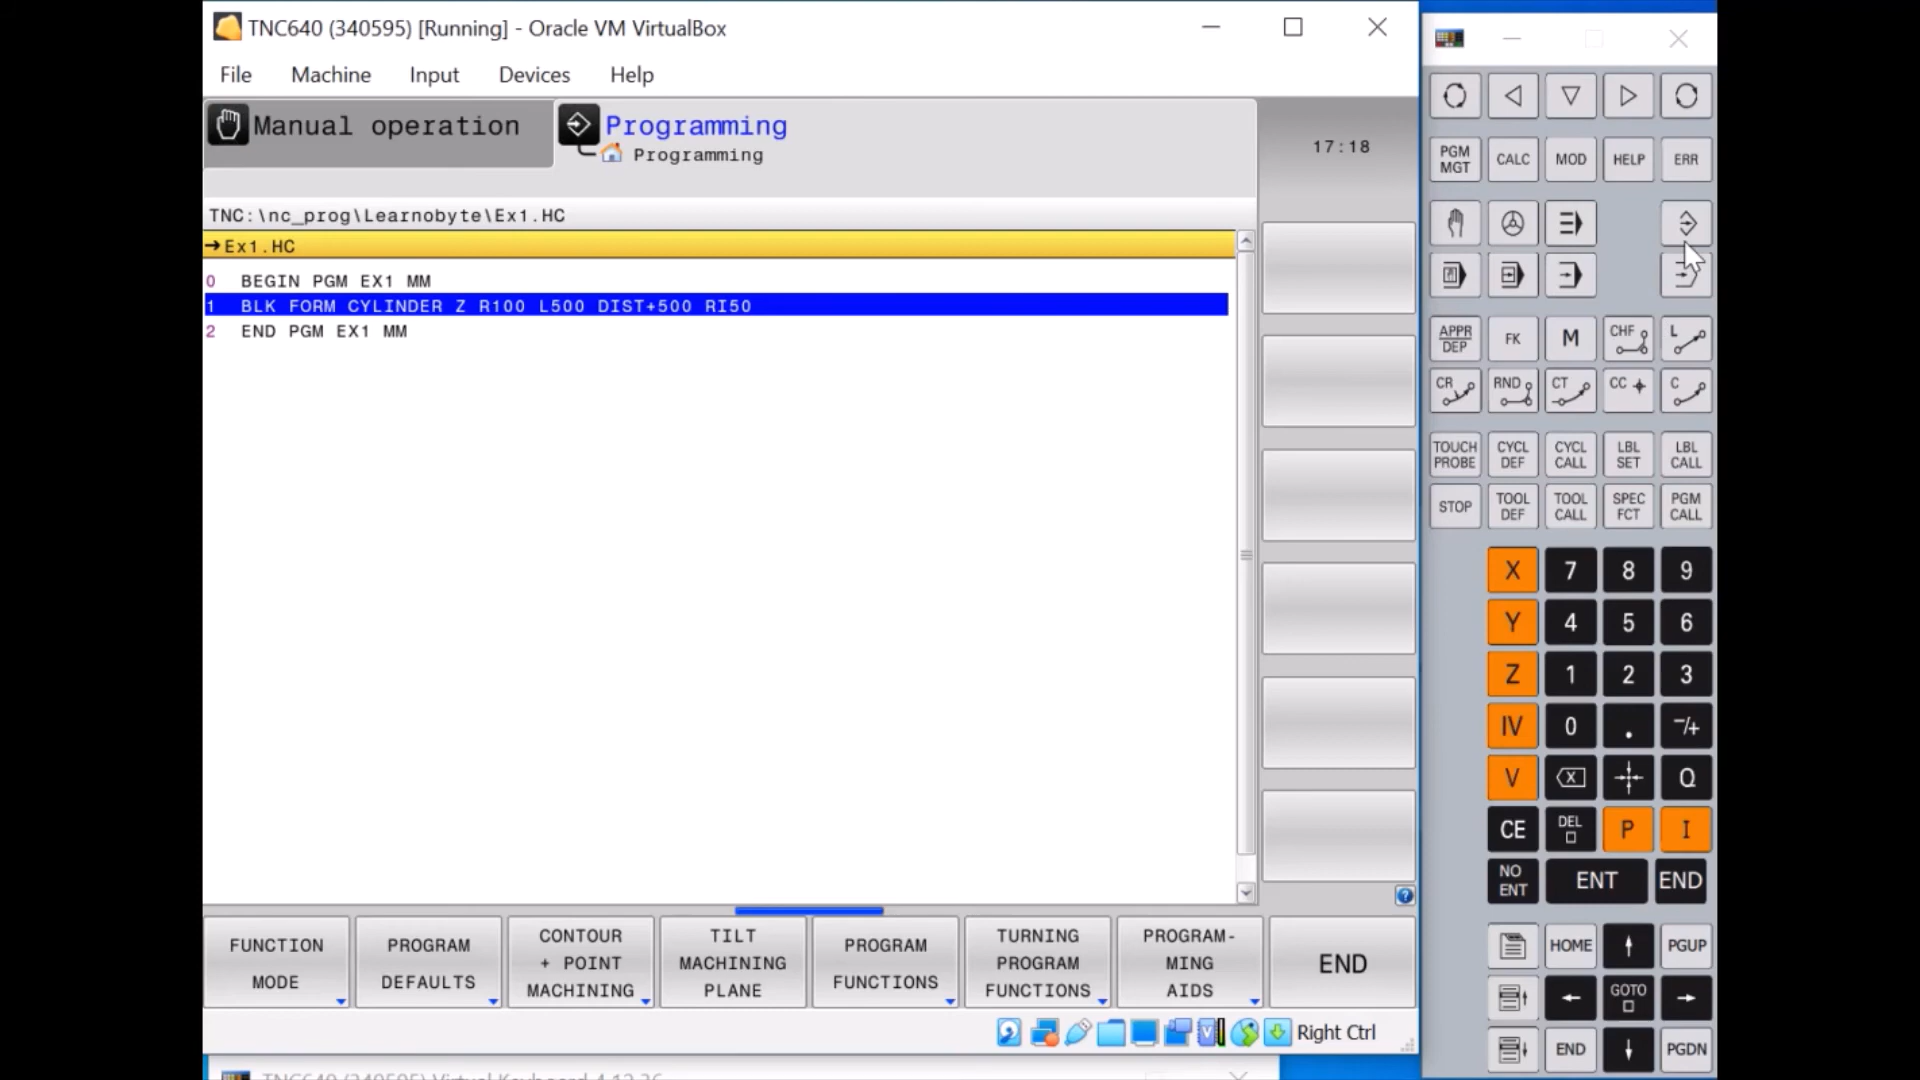 TNC640 (340595) [Running] - Oracle VM VirtualBox
File Machine Input Devices Help
Manual operation
Programming
Programming
17:18
TNC:\nc_prog\Learnobyte\Ex1.HC
→Ex1.HC
0 BEGIN PGM EX1 MM
1 BLK FORM CYLINDER Z R100 L500 DIST+500 RI50
2 END PGM EX1 MM
FUNCTION MODE
PROGRAM DEFAULTS
CONTOUR + POINT MACHINING
TILT MACHINING PLANE
PROGRAM FUNCTIONS
TURNING PROGRAM FUNCTIONS
PROGRAM- MING AIDS
END
Right Ctrl
PGM MGT CALC MOD HELP ERR
APPR DEP FK M CHF L
CR RND CT CC C
TOUCH PROBE CYCL DEF CYCL CALL LBL SET LBL CALL
STOP TOOL DEF TOOL CALL SPEC FCT PGM CALL
X 7 8 9
Y 4 5 6
Z 1 2 3
IV 0 . -/+
V X Q
CE DEL P I
NO ENT ENT END
HOME PGUP
GOTO
END PGDN